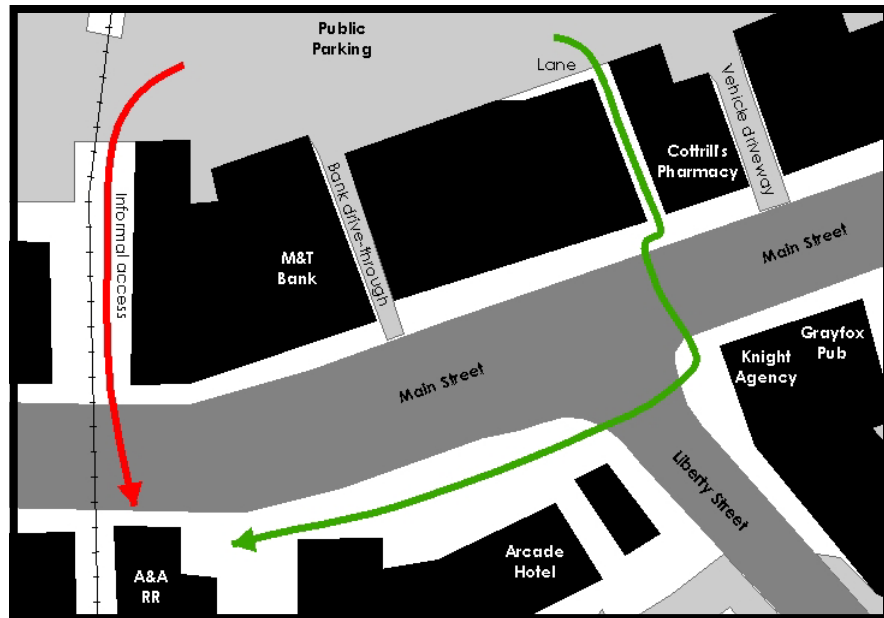 Public
Parking
Lane
Vehicle driveway
Cottrill's
Pharmacy
Informal access
Bank drive-through
M&T
Bank
Main Street
Main Street
Grayfox
Pub
Knight
Agency
Liberty Street
Arcade
Hotel
A&A
RR